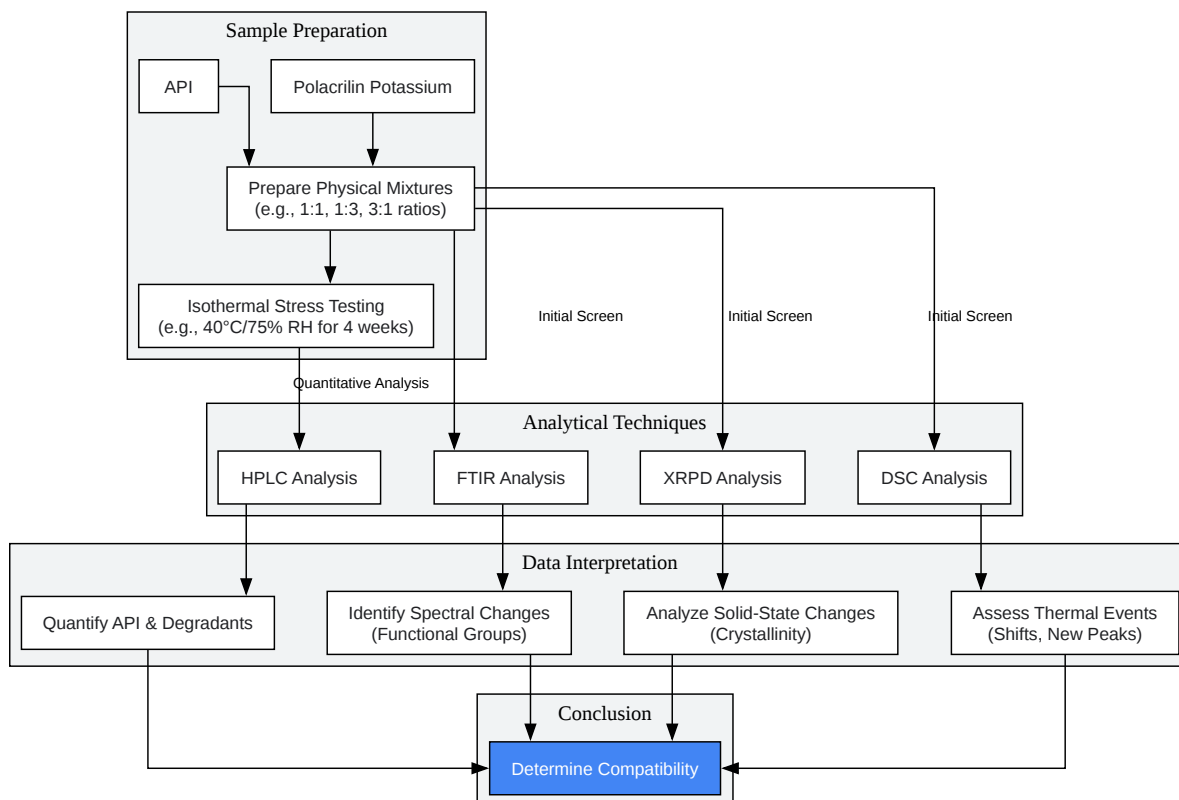 Sample Preparation
API
Polacrilin Potassium
Prepare Physical Mixtures
(e.g., 1:1, 1:3, 3:1 ratios)
Isothermal Stress Testing
(e.g., 40°C/75% RH for 4 weeks)
Initial Screen
Initial Screen
Initial Screen
Quantitative Analysis
Analytical Techniques
HPLC Analysis
FTIR Analysis
XRPD Analysis
DSC Analysis
Data Interpretation
Quantify API & Degradants
Identify Spectral Changes
(Functional Groups)
Analyze Solid-State Changes
(Crystallinity)
Assess Thermal Events
(Shifts, New Peaks)
Conclusion
Determine Compatibility